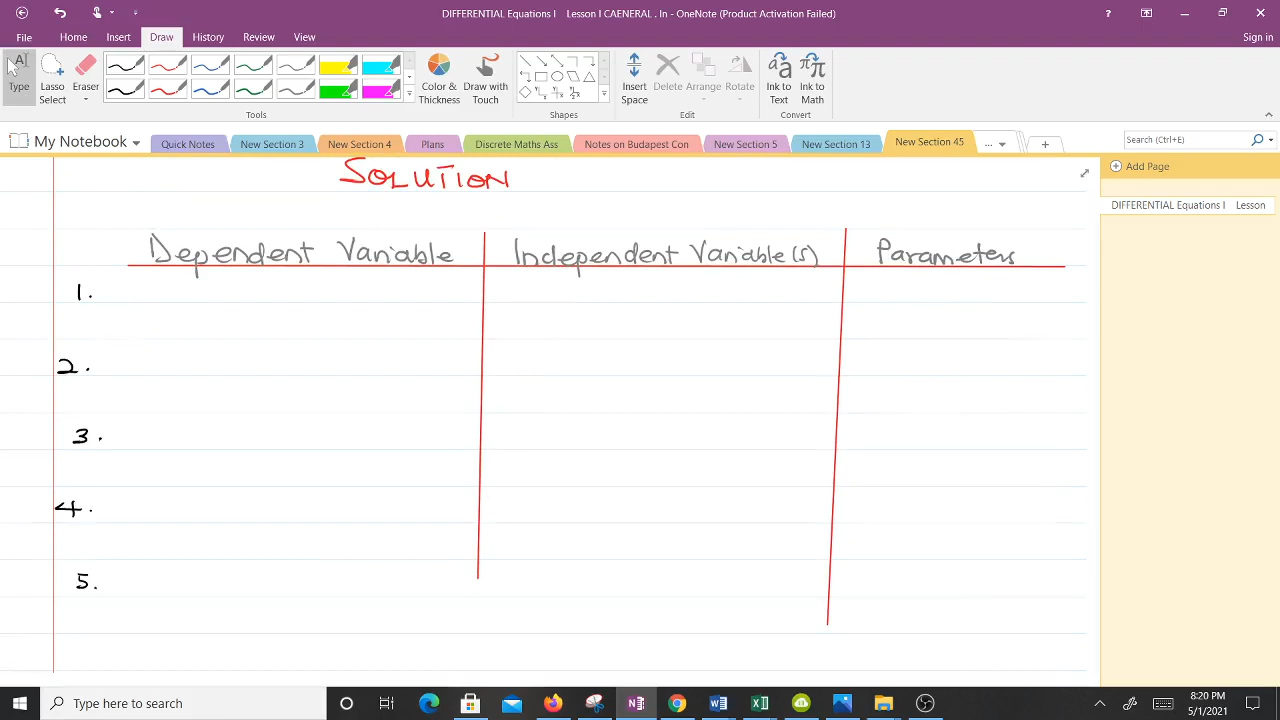 DIFFERENTIAL Equations I Lesson I CAENERAL . In - OneNote (Product Activation Failed)
File Home Insert Draw History Review View Sign in
Type Lasso Select Eraser Color & Thickness Draw with Touch Insert Space Delete Arrange Rotate Ink to Text Ink to Math
Tools Shapes Edit Convert
My Notebook Quick Notes New Section 3 New Section 4 Plans Discrete Maths Ass Notes on Budapest Con New Section 5 New Section 13 New Section 45 ... Search (Ctrl+E)
Add Page
DIFFERENTIAL Equations I Lesson
SOLUTION
Dependent Variable Independent Variable(s) Parameters
1.
2.
3.
4.
5.
Type here to search
8:20 PM
5/1/2021